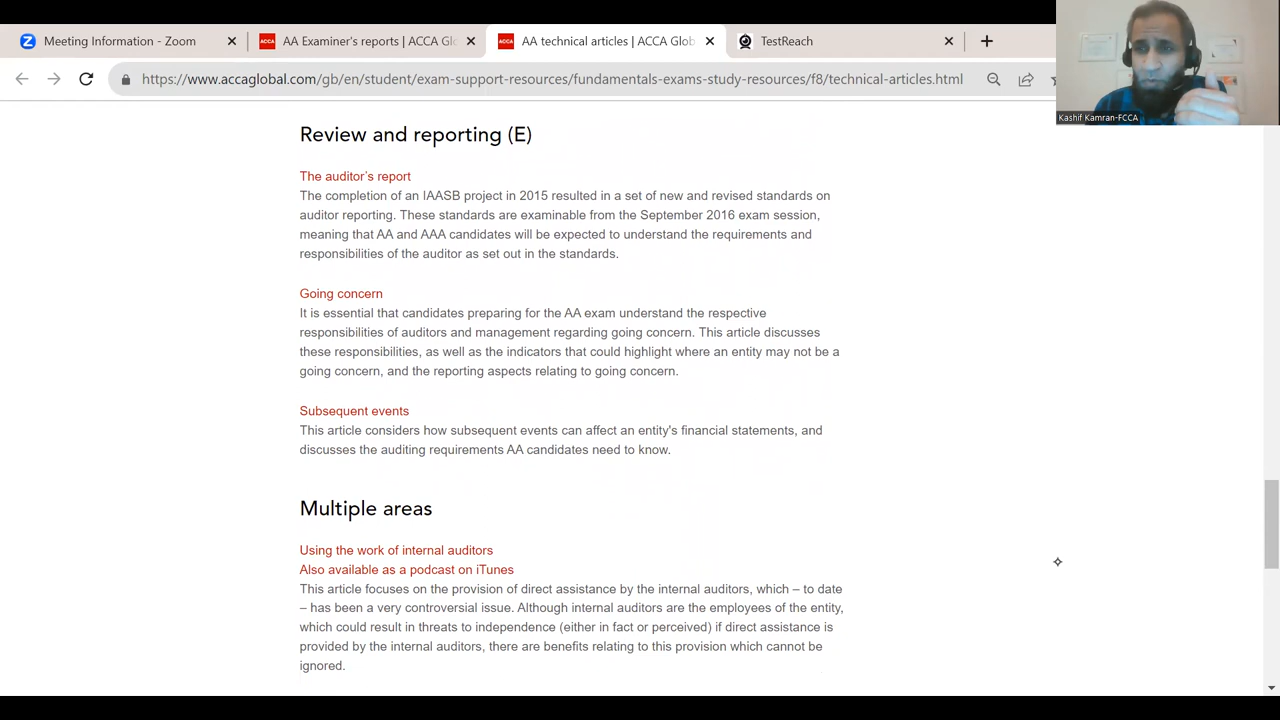 Meeting Information - Zoom
ACCA AA Examiner's reports | ACCA Gl
ACCA AA technical articles | ACCA Glob
TestReach
https://www.accaglobal.com/gb/en/student/exam-support-resources/fundamentals-exams-study-resources/f8/technical-articles.html
Kashif Kamran-FCCA
Review and reporting (E)
The auditor's report
The completion of an IAASB project in 2015 resulted in a set of new and revised standards on
auditor reporting. These standards are examinable from the September 2016 exam session,
meaning that AA and AAA candidates will be expected to understand the requirements and
responsibilities of the auditor as set out in the standards.
Going concern
It is essential that candidates preparing for the AA exam understand the respective
responsibilities of auditors and management regarding going concern. This article discusses
these responsibilities, as well as the indicators that could highlight where an entity may not be a
going concern, and the reporting aspects relating to going concern.
Subsequent events
This article considers how subsequent events can affect an entity's financial statements, and
discusses the auditing requirements AA candidates need to know.
Multiple areas
Using the work of internal auditors
Also available as a podcast on iTunes
This article focuses on the provision of direct assistance by the internal auditors, which – to date
– has been a very controversial issue. Although internal auditors are the employees of the entity,
which could result in threats to independence (either in fact or perceived) if direct assistance is
provided by the internal auditors, there are benefits relating to this provision which cannot be
ignored.